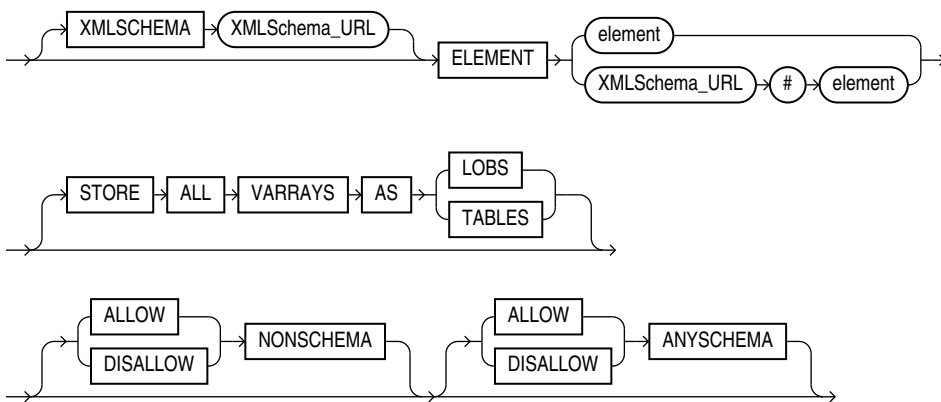 XMLSCHEMA XMLSchema_URL
ELEMENT
element
XMLSchema_URL # element
STORE ALL VARRAYS AS
LOBS
TABLES
ALLOW
DISALLOW
NONSCHEMA
ALLOW
DISALLOW
ANYSCHEMA